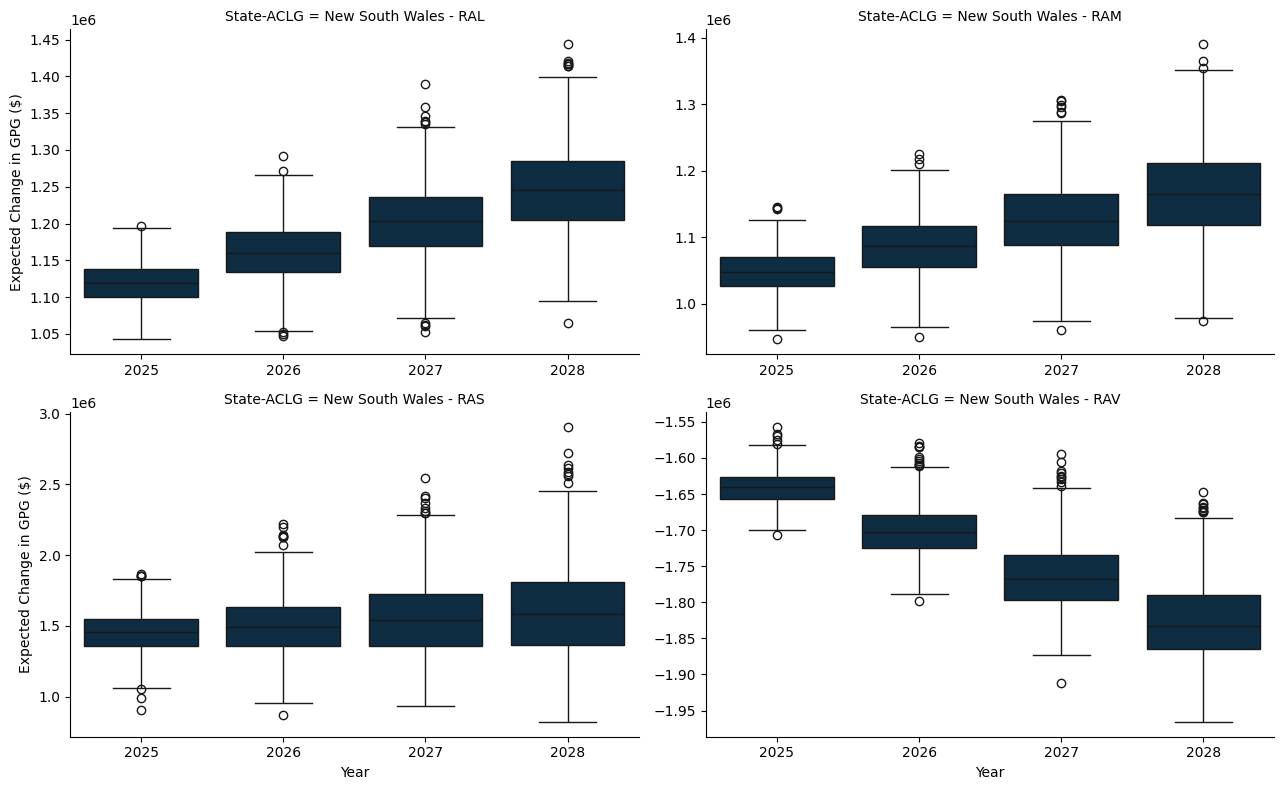 State-ACLG = New South Wales - RAL
1e6
Expected Change in GPG ($)
1.45
1.40
1.35
1.30
1.25
1.20
1.15
1.10
1.05
2025 2026 2027 2028
State-ACLG = New South Wales - RAM
1e6
1.4
1.3
1.2
1.1
1.0
2025 2026 2027 2028
State-ACLG = New South Wales - RAS
1e6
Expected Change in GPG ($)
3.0
2.5
2.0
1.5
1.0
2025 2026 2027 2028
Year
State-ACLG = New South Wales - RAV
1e6
−1.55
−1.60
−1.65
−1.70
−1.75
−1.80
−1.85
−1.90
−1.95
2025 2026 2027 2028
Year